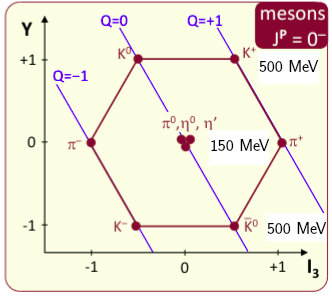 mesons
Jᴾ = 0⁻
Y
Q=0
Q=+1
K⁰
K⁺
+1
500 MeV
Q=−1
π⁰,η⁰, η′
0
π⁻
150 MeV
π⁺
-1
K⁻
K̅⁰
500 MeV
-1
0
+1
I₃